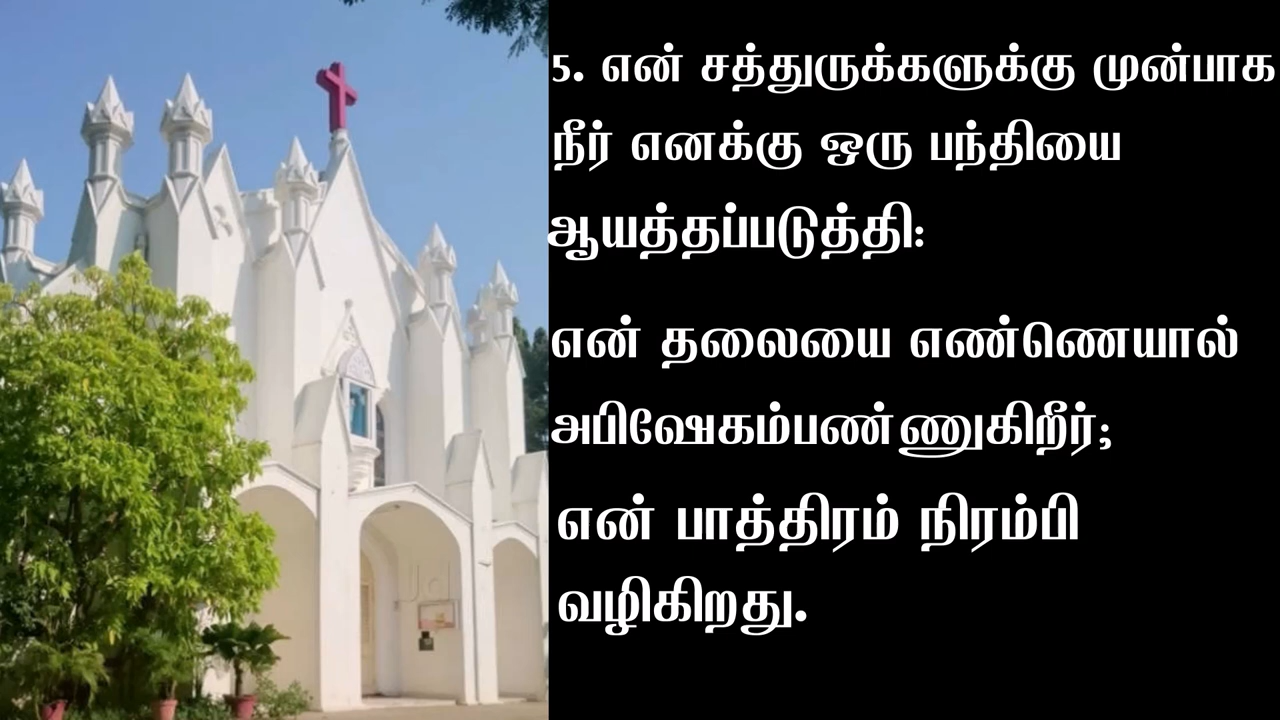 5. என் சத்துருக்களுக்கு முன்பாக
நீர் எனக்கு ஒரு பந்தியை
ஆயத்தப்படுத்தி:
என் தலையை எண்ணெயால்
அபிஷேகம்பண்ணுகிறீர்;
என் பாத்திரம் நிரம்பி
வழிகிறது.